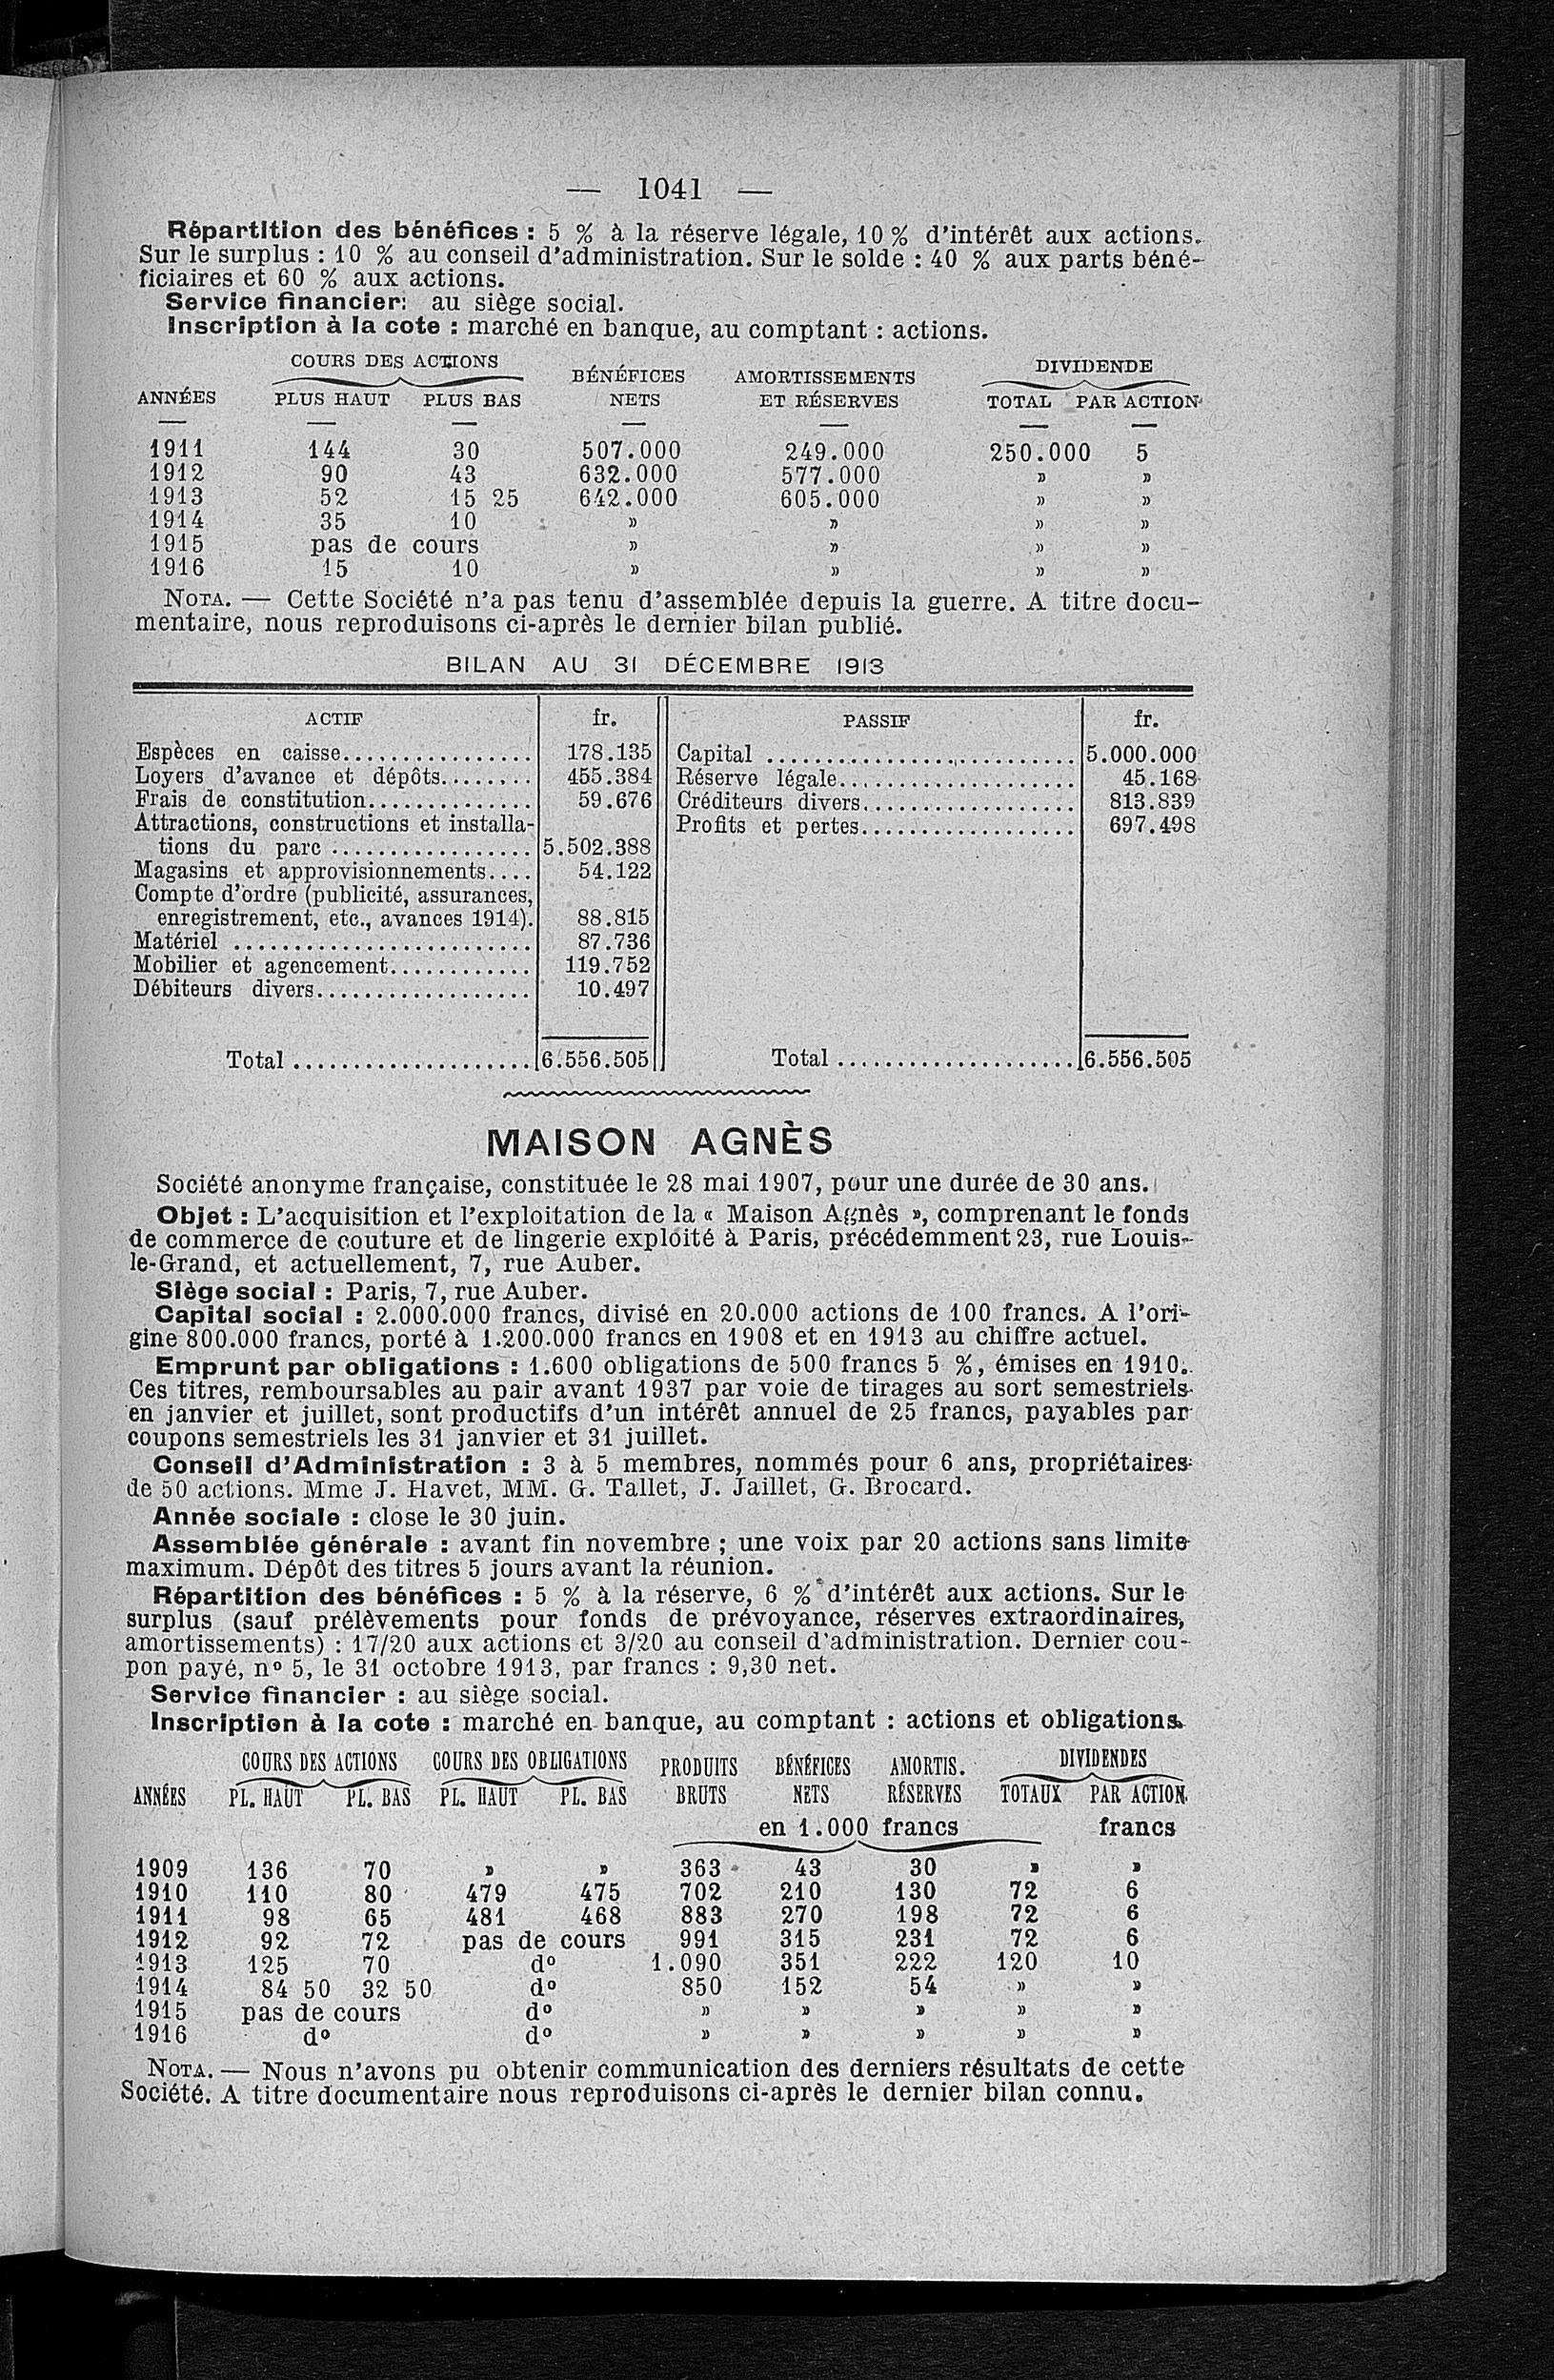 — 1041 —
Répartition des bénéfices : 5 % à la réserve légale, 10 % d'intérêt aux actions.
Sur le surplus : 10 % au conseil d'administration. Sur le solde : 40 % aux parts béné-
ficiaires et 60 % aux actions.
Service financier: au siège social.
Inscription à la cote : marché en banque, au comptant : actions.
COURS DES ACTIONS DIVIDENDE
BÉNÉFICES AMORTISSEMENTS
ANNÉES PLUS HAUT PLUS BAS NETS ET RÉSERVES TOTAL PAR ACTION
— — — — — — —
1911 144 30 507.000 249.000 250.000 5
1912 90 43 632.000 577.000 » »
1913 52 15 25 642.000 605.000 » »
1914 35 10 » » » »
1915 pas de cours » » » »
1916 15 10 » » » »
NOTA. — Cette Société n'a pas tenu d'assemblée depuis la guerre. A titre docu-
mentaire, nous reproduisons ci-après le dernier bilan publié.
BILAN AU 31 DÉCEMBRE 1913
ACTIF fr. PASSIF fr.
Espèces en caisse................ 178.135 Capital .......................... 5.000.000
Loyers d'avance et dépôts........ 455.384 Réserve légale.................... 45.168
Frais de constitution.............. 59.676 Créditeurs divers.................. 813.839
Attractions, constructions et installa- Profits et pertes.................. 697.498
tions du parc ................. 5.502.388
Magasins et approvisionnements.... 54.122
Compte d'ordre (publicité, assurances,
enregistrement, etc., avances 1914). 88.815
Matériel ......................... 87.736
Mobilier et agencement............ 119.752
Débiteurs divers.................. 10.497
Total .................... 6.556.505 Total .................... 6.556.505
MAISON AGNÈS
Société anonyme française, constituée le 28 mai 1907, pour une durée de 30 ans.
Objet : L'acquisition et l'exploitation de la « Maison Agnès », comprenant le fonds
de commerce de couture et de lingerie exploité à Paris, précédemment 23, rue Louis-
le-Grand, et actuellement, 7, rue Auber.
Siège social : Paris, 7, rue Auber.
Capital social : 2.000.000 francs, divisé en 20.000 actions de 100 francs. A l'ori-
gine 800.000 francs, porté à 1.200.000 francs en 1908 et en 1913 au chiffre actuel.
Emprunt par obligations : 1.600 obligations de 500 francs 5 %, émises en 1910.
Ces titres, remboursables au pair avant 1937 par voie de tirages au sort semestriels
en janvier et juillet, sont productifs d'un intérêt annuel de 25 francs, payables par
coupons semestriels les 31 janvier et 31 juillet.
Conseil d'Administration : 3 à 5 membres, nommés pour 6 ans, propriétaires
de 50 actions. Mme J. Havet, MM. G. Tallet, J. Jaillet, G. Brocard.
Année sociale : close le 30 juin.
Assemblée générale : avant fin novembre ; une voix par 20 actions sans limite
maximum. Dépôt des titres 5 jours avant la réunion.
Répartition des bénéfices : 5 % à la réserve, 6 % d'intérêt aux actions. Sur le
surplus (sauf prélèvements pour fonds de prévoyance, réserves extraordinaires,
amortissements) : 17/20 aux actions et 3/20 au conseil d'administration. Dernier cou-
pon payé, nº 5, le 31 octobre 1913, par francs : 9,30 net.
Service financier : au siège social.
Inscription à la cote : marché en banque, au comptant : actions et obligations.
COURS DES ACTIONS COURS DES OBLIGATIONS PRODUITS BÉNÉFICES AMORTIS. DIVIDENDES
ANNÉES PL. HAUT PL. BAS PL. HAUT PL. BAS BRUTS NETS RÉSERVES TOTAUX PAR ACTION.
en 1.000 francs francs
1909 136 70 » » 363 43 30 » »
1910 110 80 479 475 702 210 130 72 6
1911 98 65 481 468 883 270 198 72 6
1912 92 72 pas de cours 991 315 231 72 6
1913 125 70 dº 1.090 351 222 120 10
1914 84 50 32 50 dº 850 152 54 » »
1915 pas de cours dº » » » » »
1916 dº dº » » » » »
NOTA. — Nous n'avons pu obtenir communication des derniers résultats de cette
Société. A titre documentaire nous reproduisons ci-après le dernier bilan connu.